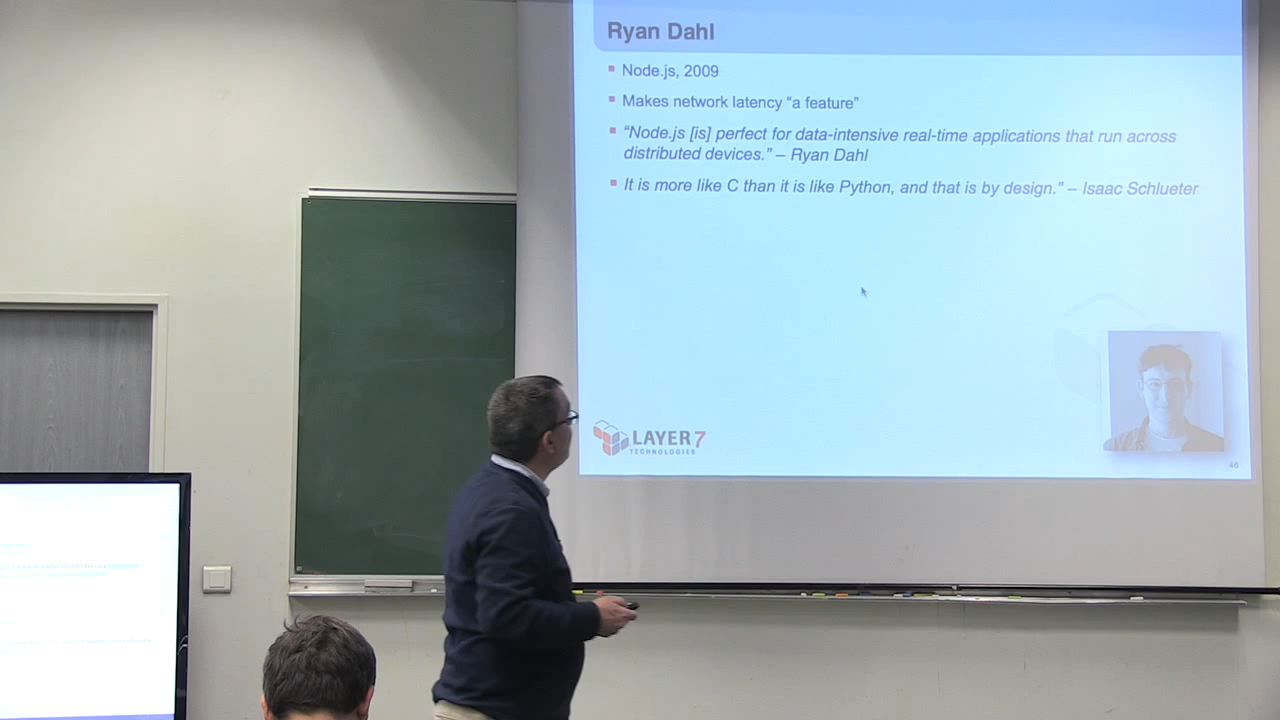 Ryan Dahl
Node.js, 2009
Makes network latency “a feature”
“Node.js [is] perfect for data-intensive real-time applications that run across
distributed devices.” – Ryan Dahl
It is more like C than it is like Python, and that is by design.” – Isaac Schlueter
LAYER 7
TECHNOLOGIES
46